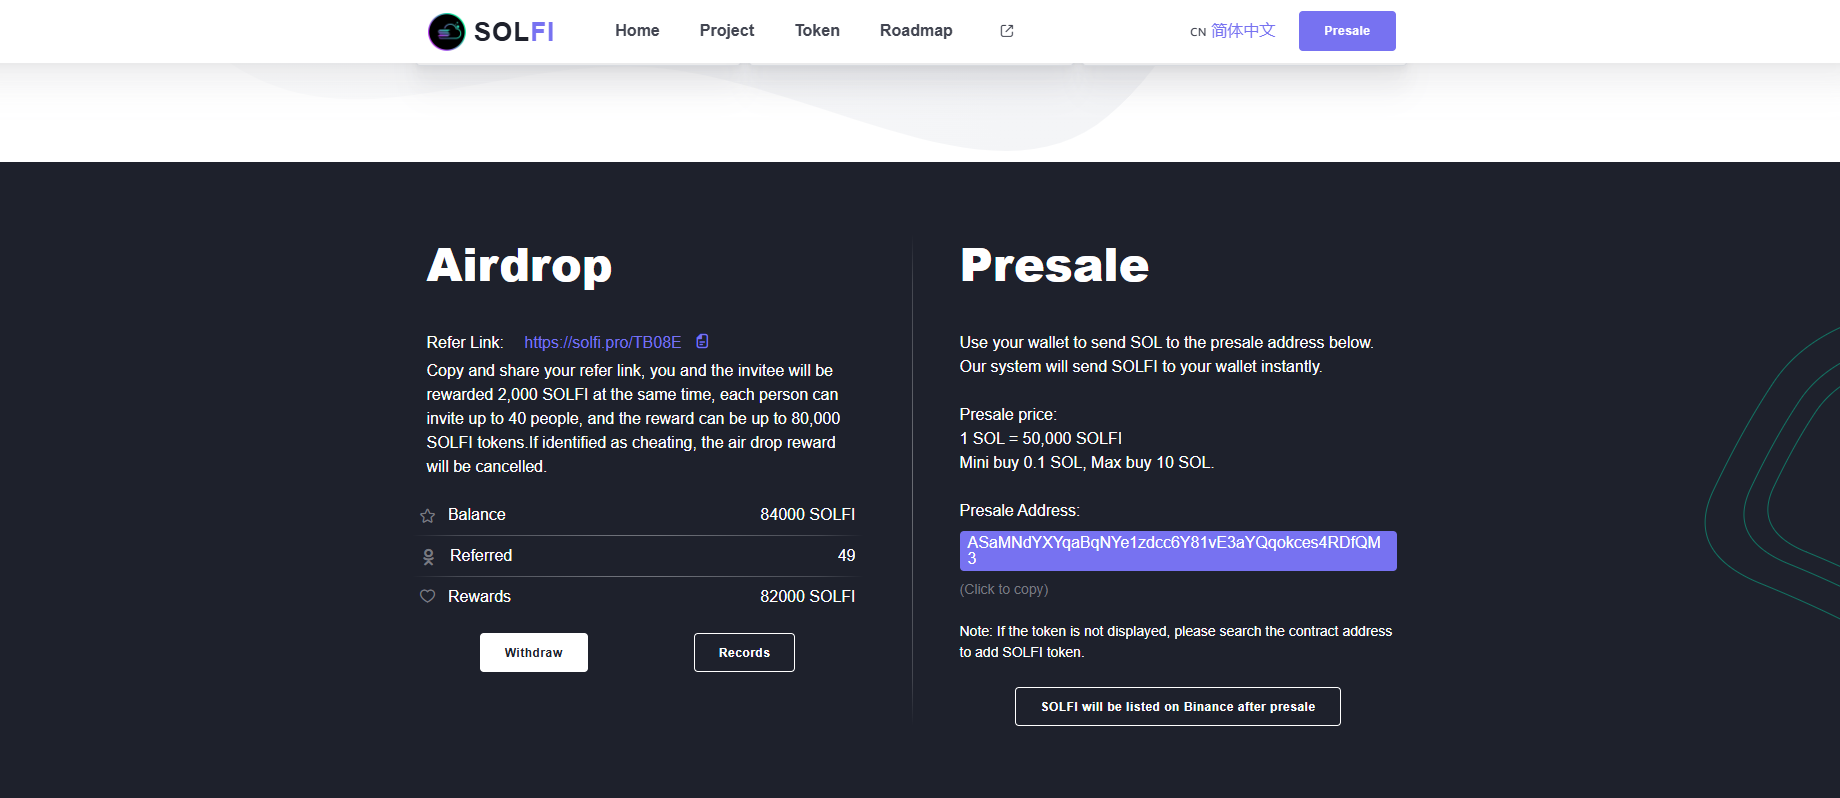 SOLFI
Home
Project
Token
Roadmap
CN 简体中文
Presale
Airdrop
Refer Link: https://solfi.pro/TB08E
Copy and share your refer link, you and the invitee will be
rewarded 2,000 SOLFI at the same time, each person can
invite up to 40 people, and the reward can be up to 80,000
SOLFI tokens.If identified as cheating, the air drop reward
will be cancelled.
Balance 84000 SOLFI
Referred 49
Rewards 82000 SOLFI
Withdraw
Records
Presale
Use your wallet to send SOL to the presale address below.
Our system will send SOLFI to your wallet instantly.
Presale price:
1 SOL = 50,000 SOLFI
Mini buy 0.1 SOL, Max buy 10 SOL.
Presale Address:
ASaMNdYXYqaBqNYe1zdcc6Y81vE3aYQqokces4RDfQM
3
(Click to copy)
Note: If the token is not displayed, please search the contract address
to add SOLFI token.
SOLFI will be listed on Binance after presale